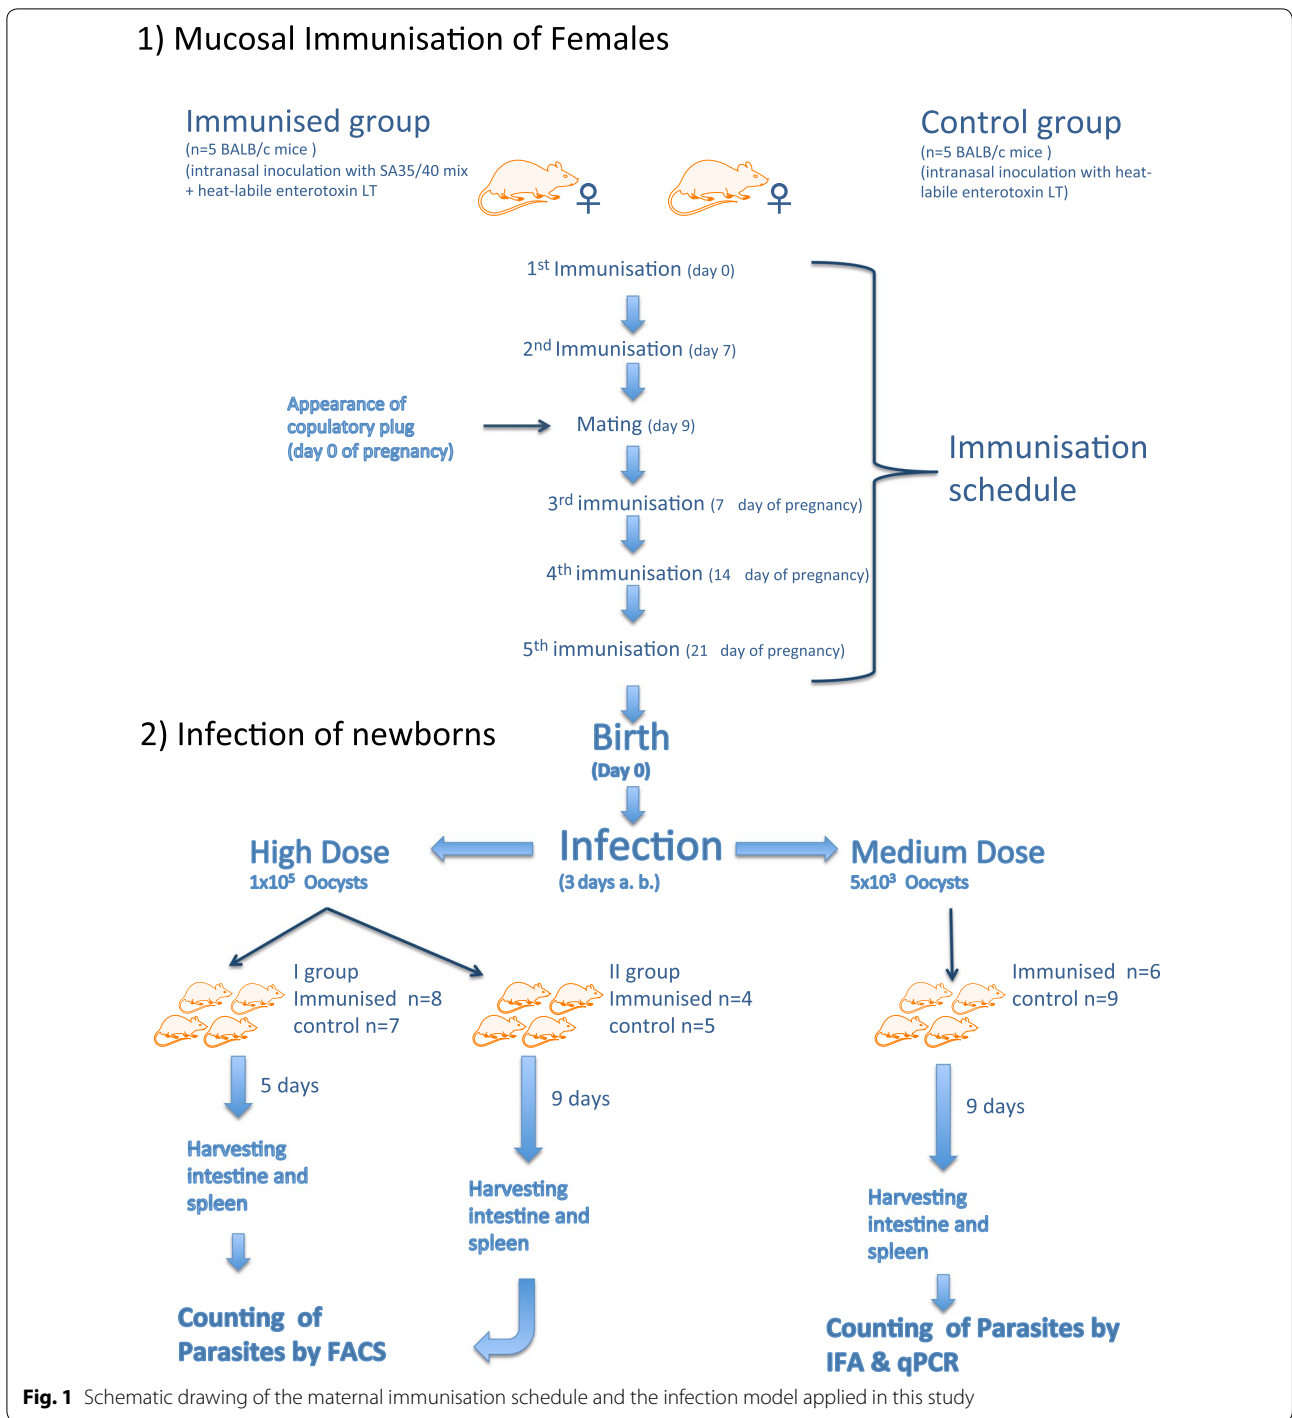 1) Mucosal Immunisation of Females
Immunised group
(n=5 BALB/c mice )
(intranasal inoculation with SA35/40 mix
+ heat-labile enterotoxin LT
Control group
(n=5 BALB/c mice )
(intranasal inoculation with heat-
labile enterotoxin LT)
♀
♀
1st Immunisation (day 0)
2nd Immunisation (day 7)
Appearance of
copulatory plug
(day 0 of pregnancy)
Mating (day 9)
3rd immunisation (7 day of pregnancy)
4th immunisation (14 day of pregnancy)
5th immunisation (21 day of pregnancy)
Immunisation
schedule
2) Infection of newborns
Birth
(Day 0)
Infection
(3 days a. b.)
High Dose
1x10⁵ Oocysts
Medium Dose
5x10³ Oocysts
I group
Immunised n=8
control n=7
II group
Immunised n=4
control n=5
Immunised n=6
control n=9
5 days
9 days
9 days
Harvesting
intestine and
spleen
Harvesting
intestine and
spleen
Harvesting
intestine and
spleen
Counting of
Parasites by FACS
Counting of Parasites by
IFA & qPCR
Fig. 1 Schematic drawing of the maternal immunisation schedule and the infection model applied in this study